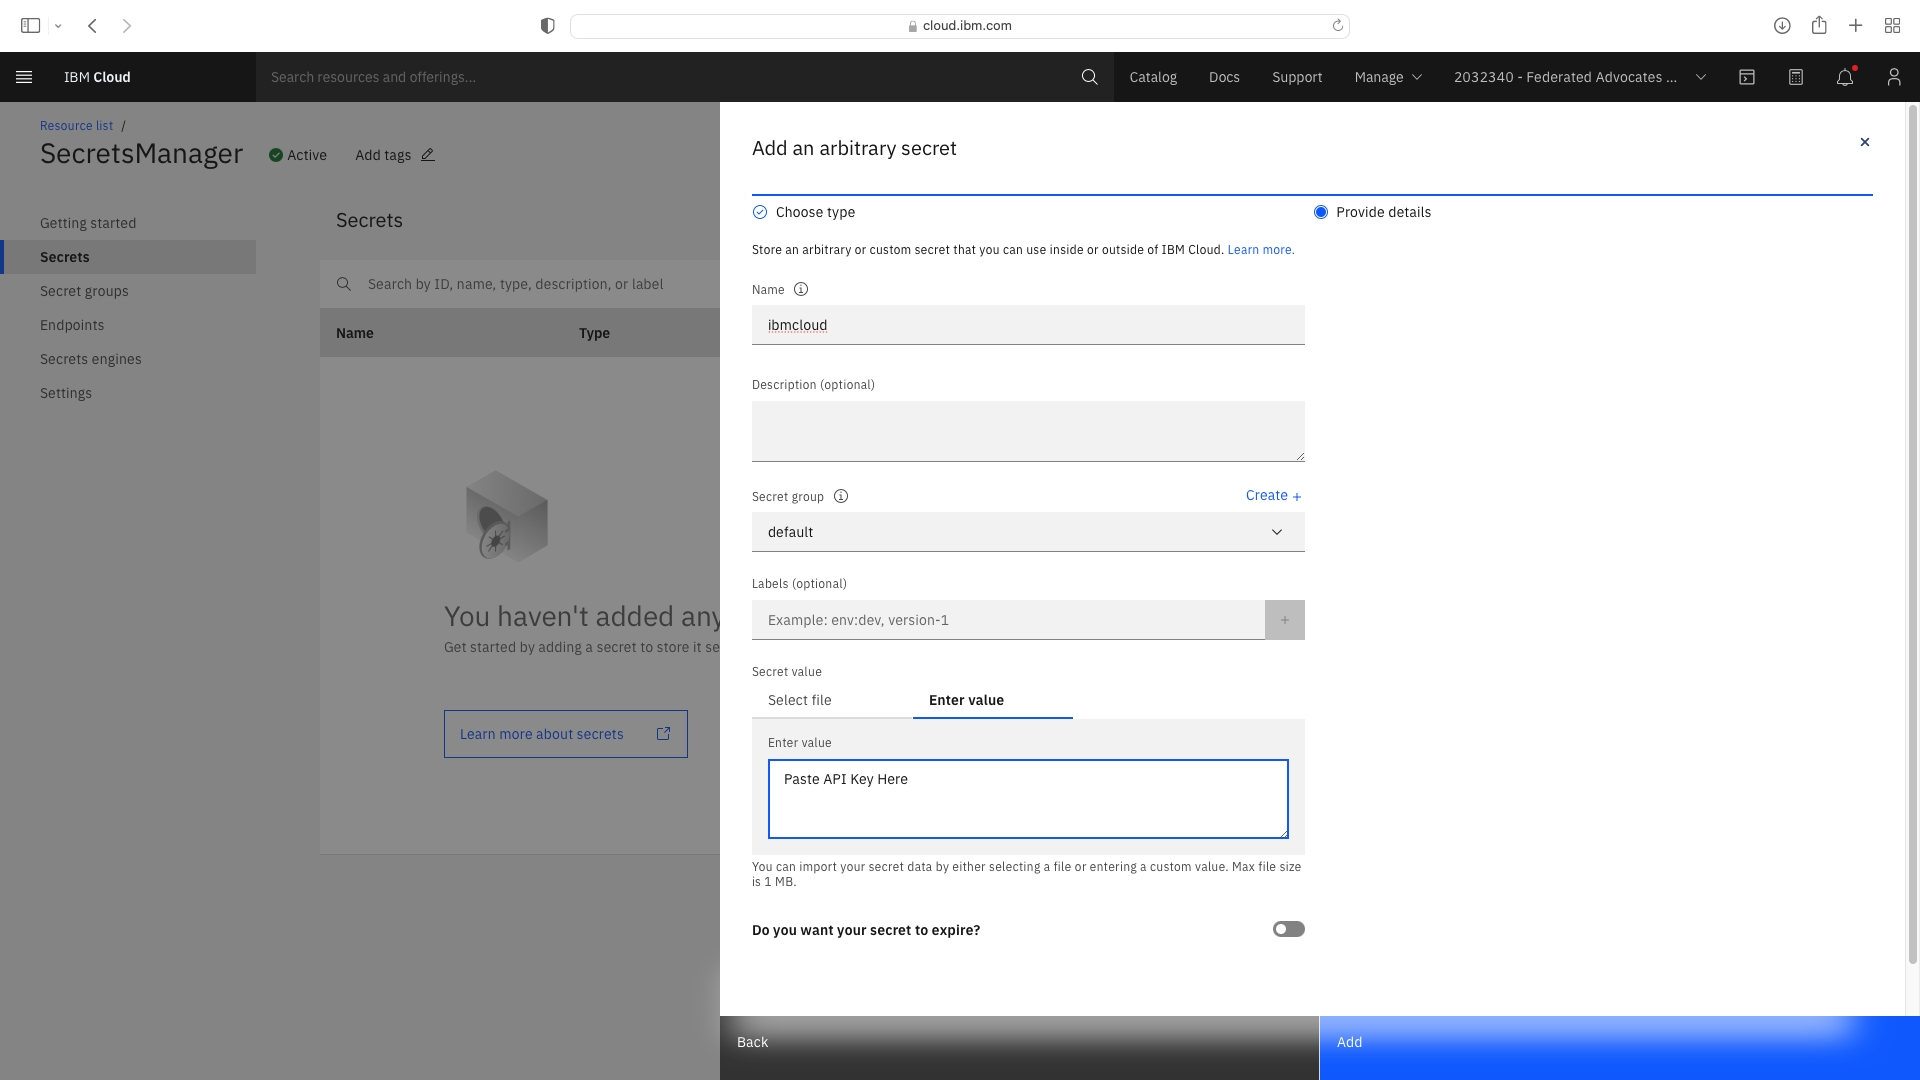 cloud.ibm.com
IBM Cloud
Search resources and offerings...
Catalog
Docs
Support
Manage
2032340 - Federated Advocates ...
Resource list /
SecretsManager
Active
Add tags
Getting started
Secrets
Secret groups
Endpoints
Secrets engines
Settings
Secrets
Search by ID, name, type, description, or label
Name
Type
You haven't added any
Get started by adding a secret to store it se
Learn more about secrets
Add an arbitrary secret
Choose type
Provide details
Store an arbitrary or custom secret that you can use inside or outside of IBM Cloud. Learn more.
Name
ibmcloud
Description (optional)
Secret group
Create +
default
Labels (optional)
Example: env:dev, version-1
+
Secret value
Select file
Enter value
Enter value
Paste API Key Here
You can import your secret data by either selecting a file or entering a custom value. Max file size
is 1 MB.
Do you want your secret to expire?
Back
Add